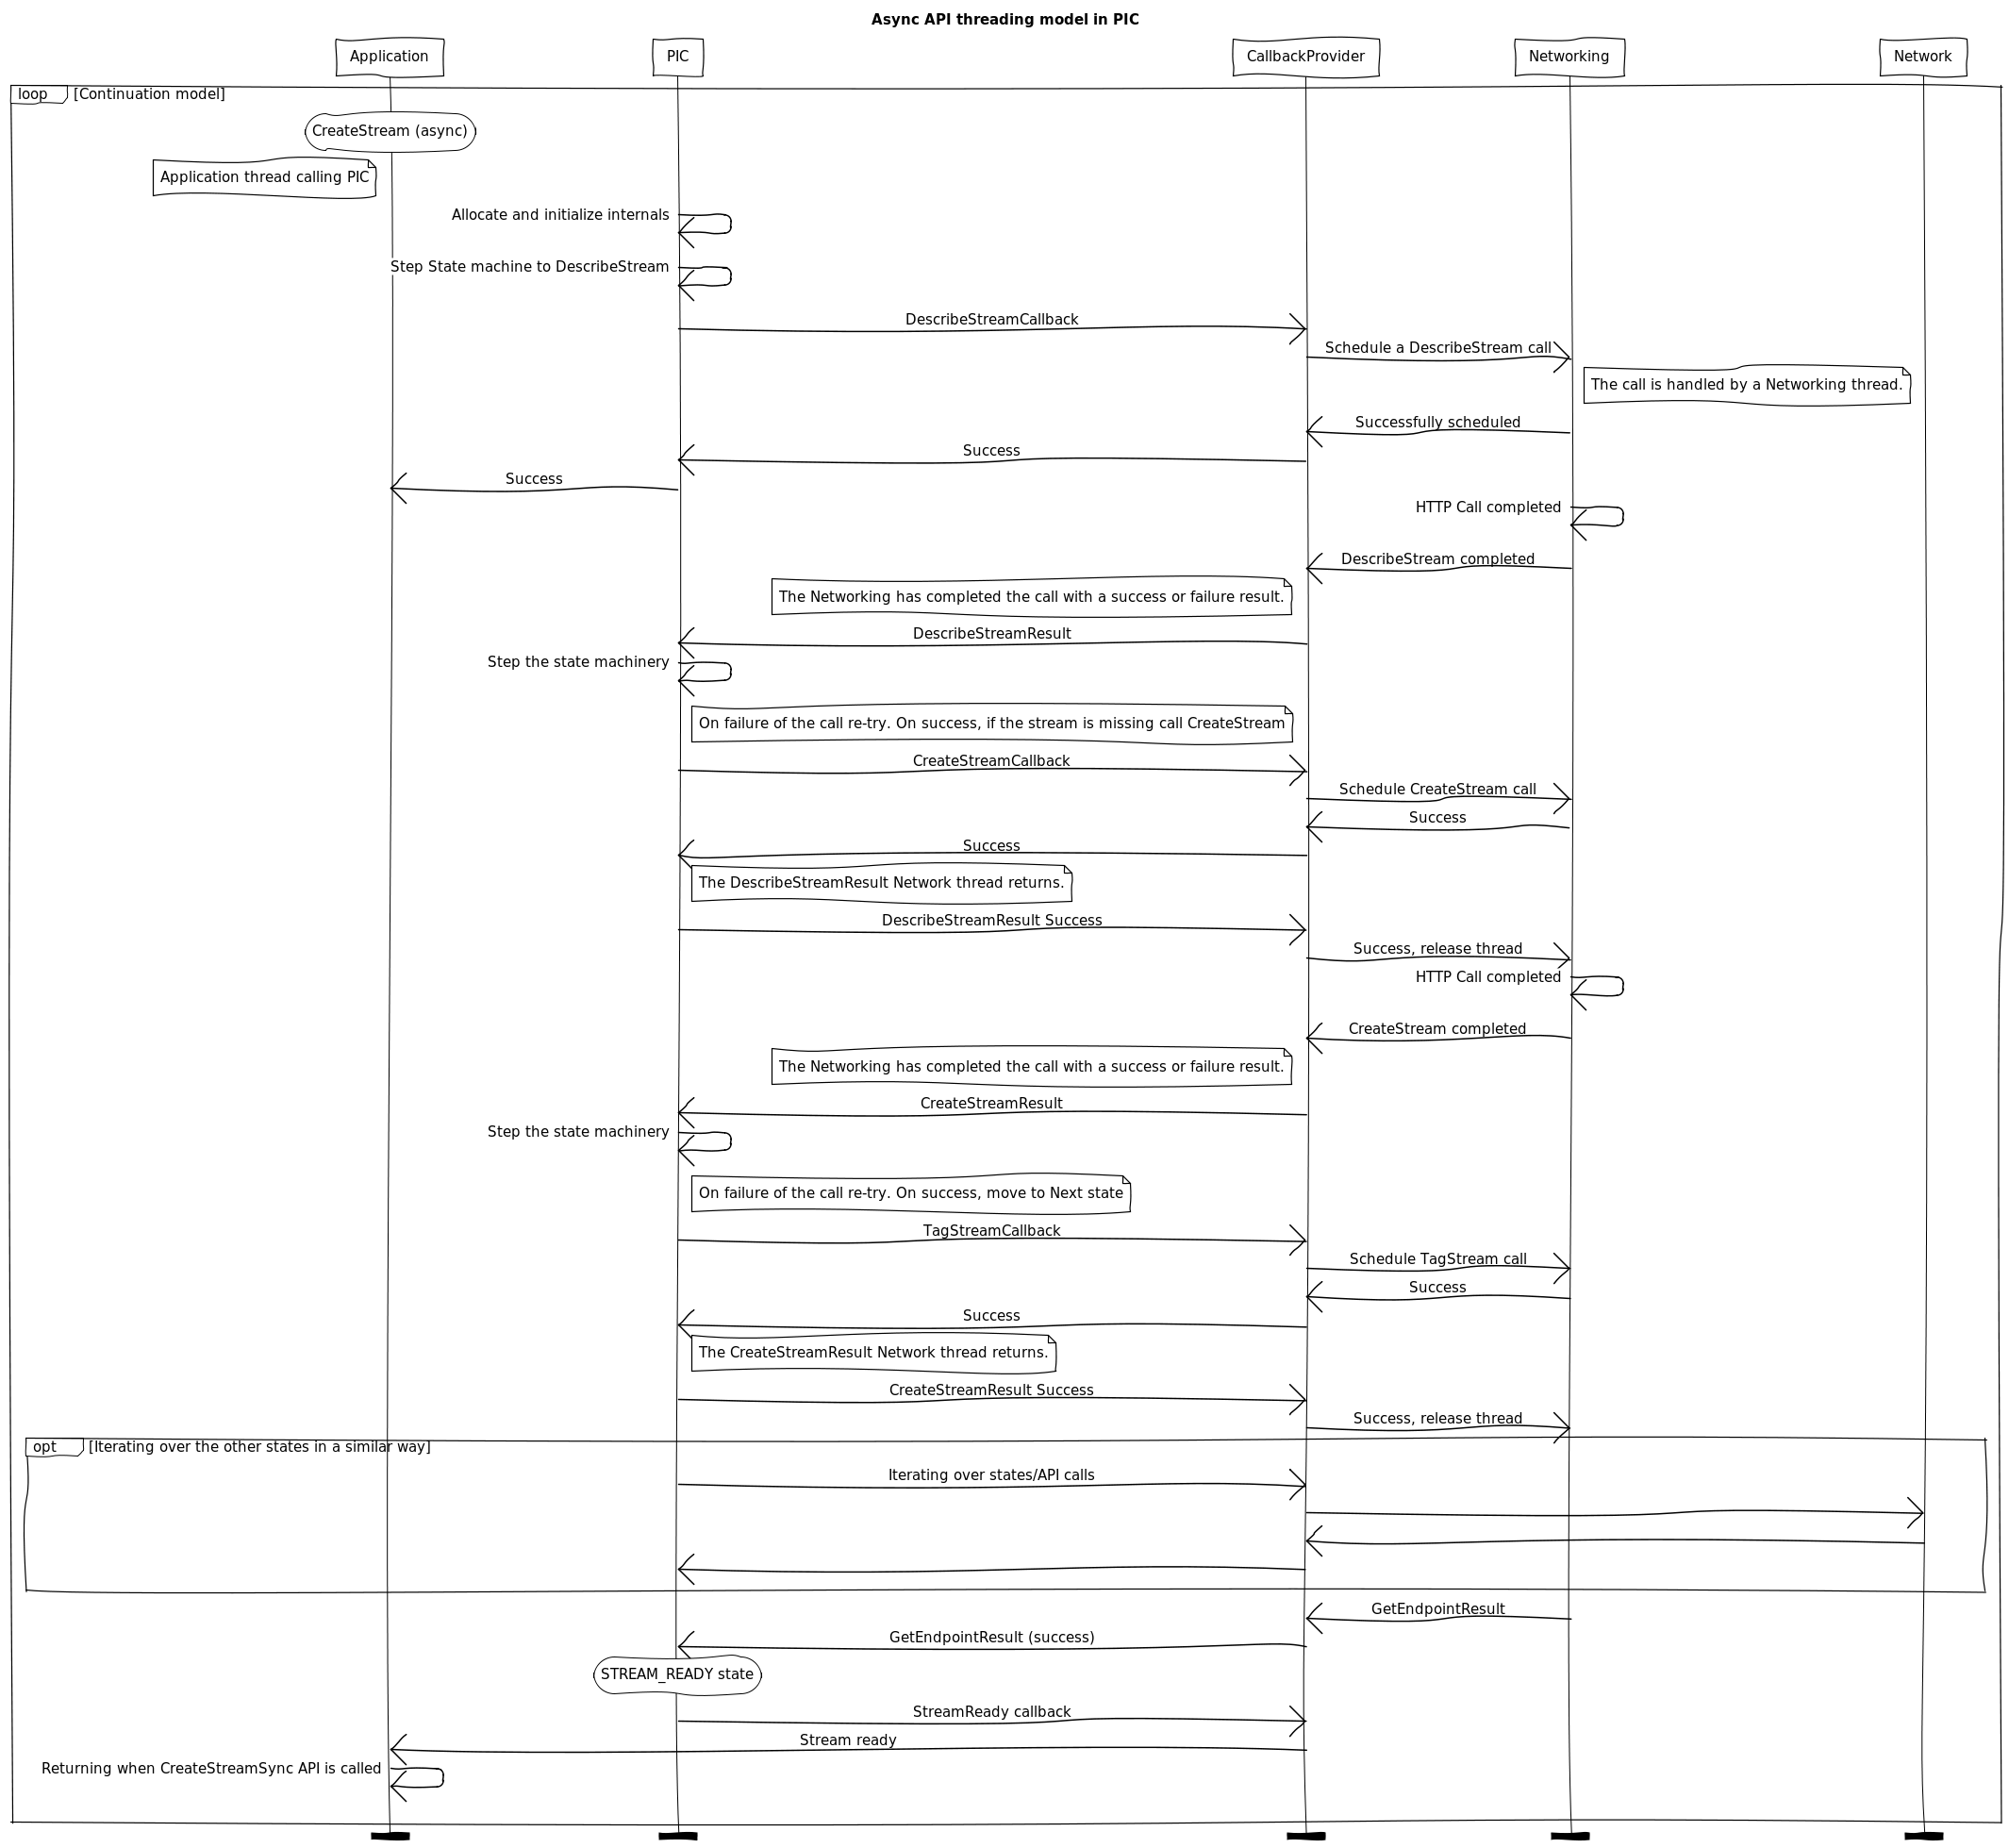 Async API threading model in PIC
Application
PIC
CallbackProvider
Networking
Network
loop
[Continuation model]
CreateStream (async)
Application thread calling PIC
Allocate and initialize internals
Step State machine to DescribeStream
DescribeStreamCallback
Schedule a DescribeStream call
The call is handled by a Networking thread.
Successfully scheduled
Success
Success
HTTP Call completed
DescribeStream completed
The Networking has completed the call with a success or failure result.
DescribeStreamResult
Step the state machinery
On failure of the call re-try. On success, if the stream is missing call CreateStream
CreateStreamCallback
Schedule CreateStream call
Success
Success
The DescribeStreamResult Network thread returns.
DescribeStreamResult Success
Success, release thread
HTTP Call completed
CreateStream completed
The Networking has completed the call with a success or failure result.
CreateStreamResult
Step the state machinery
On failure of the call re-try. On success, move to Next state
TagStreamCallback
Schedule TagStream call
Success
Success
The CreateStreamResult Network thread returns.
CreateStreamResult Success
Success, release thread
opt
[Iterating over the other states in a similar way]
Iterating over states/API calls
GetEndpointResult
GetEndpointResult (success)
STREAM_READY state
StreamReady callback
Stream ready
Returning when CreateStreamSync API is called